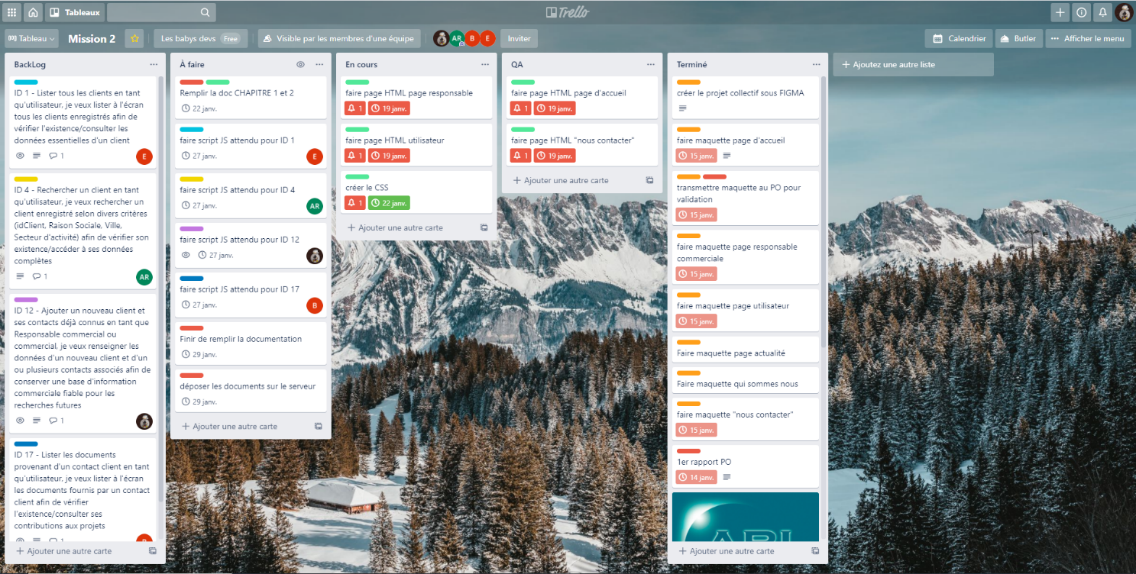 Tableaux
Trello
Tableau
Mission 2
Les babys devs Free
Visible par les membres d'une équipe
AR B E
Inviter
Calendrier
Butler
Afficher le menu
BackLog
ID 1 - Lister tous les clients en tant
qu'utilisateur, je veux lister à l'écran
tous les clients enregistrés afin de
vérifier l'existence/consulter les
données essentielles d'un client
1
E
ID 4 - Rechercher un client en tant
qu'utilisateur, je veux rechercher un
client enregistré selon divers critères
(idClient, Raison Sociale, Ville,
Secteur d'activité) afin de vérifier son
existence/accéder à ses données
complètes
1
AR
ID 12 - Ajouter un nouveau client et
ses contacts déjà connus en tant que
Responsable commercial ou
commercial, je veux renseigner les
données d'un nouveau client et d'un
ou plusieurs contacts associés afin de
conserver une base d'information
commerciale fiable pour les
recherches futures
1
ID 17 - Lister les documents
provenant d'un contact client en tant
qu'utilisateur, je veux lister à l'écran
les documents fournis par un contact
client afin de vérifier
l'existence/consulter ses
contributions aux projets
+ Ajouter une autre carte
À faire
Remplir la doc CHAPITRE 1 et 2
22 janv.
faire script JS attendu pour ID 1
27 janv.
E
faire script JS attendu pour ID 4
27 janv.
AR
faire script JS attendu pour ID 12
27 janv.
faire script JS attendu pour ID 17
27 janv.
B
Finir de remplir la documentation
29 janv.
déposer les documents sur le serveur
29 janv.
+ Ajouter une autre carte
En cours
faire page HTML page responsable
1 19 janv.
faire page HTML utilisateur
1 19 janv.
créer le CSS
1 22 janv.
+ Ajouter une autre carte
QA
faire page HTML page d'accueil
1 19 janv.
faire page HTML "nous contacter"
1 19 janv.
+ Ajouter une autre carte
Terminé
créer le projet collectif sous FIGMA
faire maquette page d'accueil
15 janv.
transmettre maquette au PO pour
validation
15 janv.
faire maquette page responsable
commerciale
15 janv.
faire maquette page utilisateur
15 janv.
Faire maquette page actualité
Faire maquette qui sommes nous
faire maquette "nous contacter"
15 janv.
1er rapport PO
14 janv.
+ Ajouter une autre carte
+ Ajoutez une autre liste